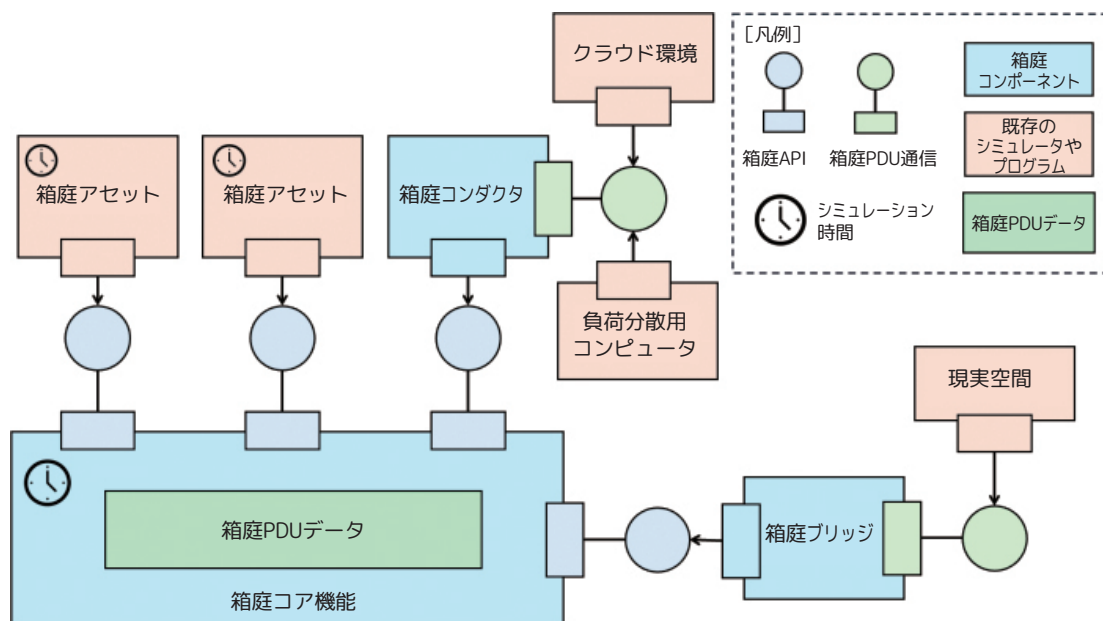 クラウド環境
[凡例]
箱庭API
箱庭PDU通信
シミュレーション
時間
箱庭
コンポーネント
既存の
シミュレータや
プログラム
箱庭PDUデータ
箱庭アセット
箱庭アセット
箱庭コンダクタ
負荷分散用
コンピュータ
現実空間
箱庭PDUデータ
箱庭コア機能
箱庭ブリッジ